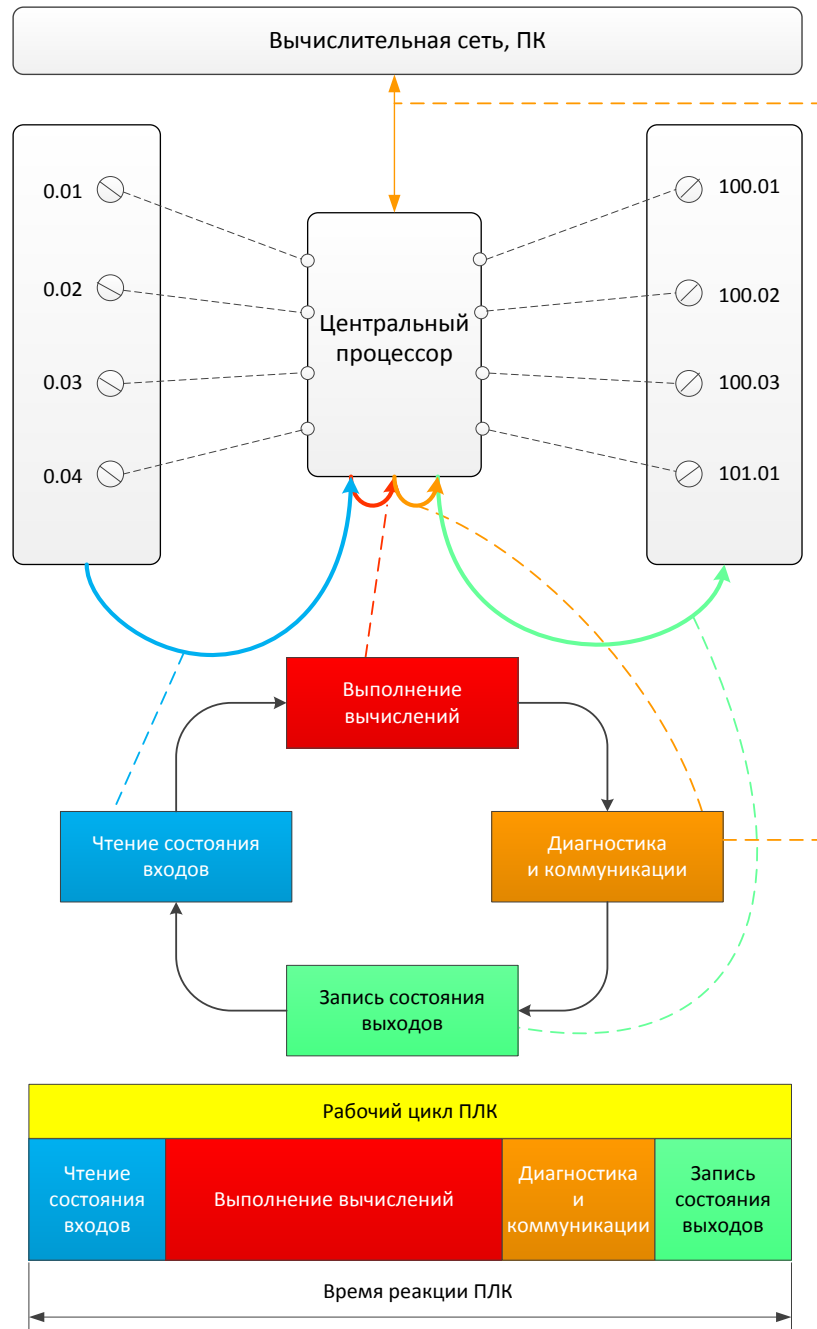 Вычислительная сеть, ПК
0.01
0.02
0.03
0.04
Центральный
процессор
100.01
100.02
100.03
101.01
Выполнение
вычислений
Чтение состояния
входов
Диагностика
и коммуникации
Запись состояния
выходов
Рабочий цикл ПЛК
Чтение
состояния
входов
Выполнение вычислений
Диагностика
и
коммуникации
Запись
состояния
выходов
Время реакции ПЛК